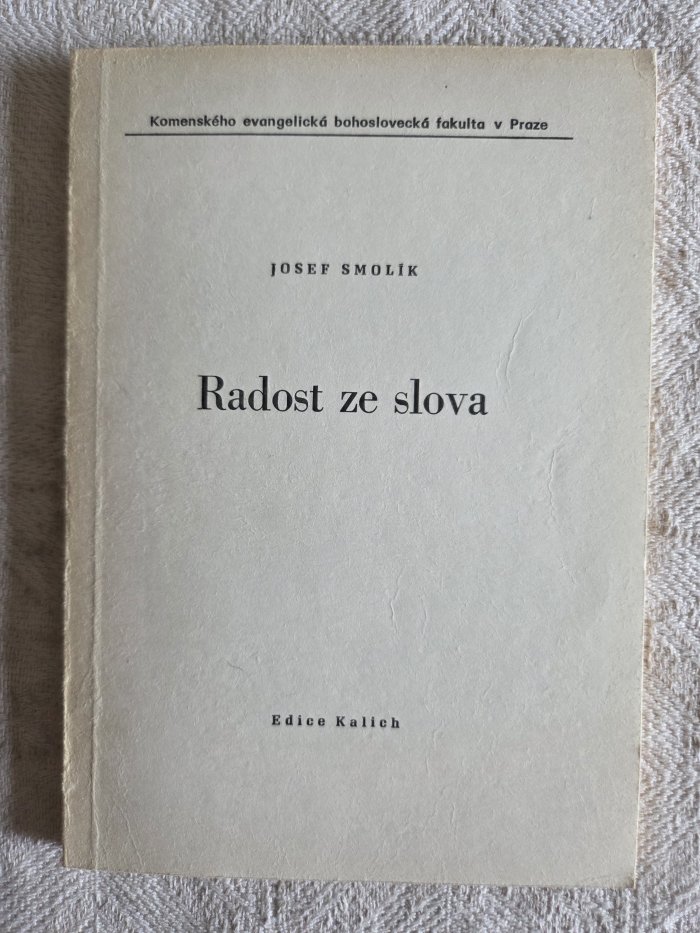 Komenského evangelická bohoslovecká fakulta v Praze
JOSEF SMOLÍK
Radost ze slova
Edice Kalich